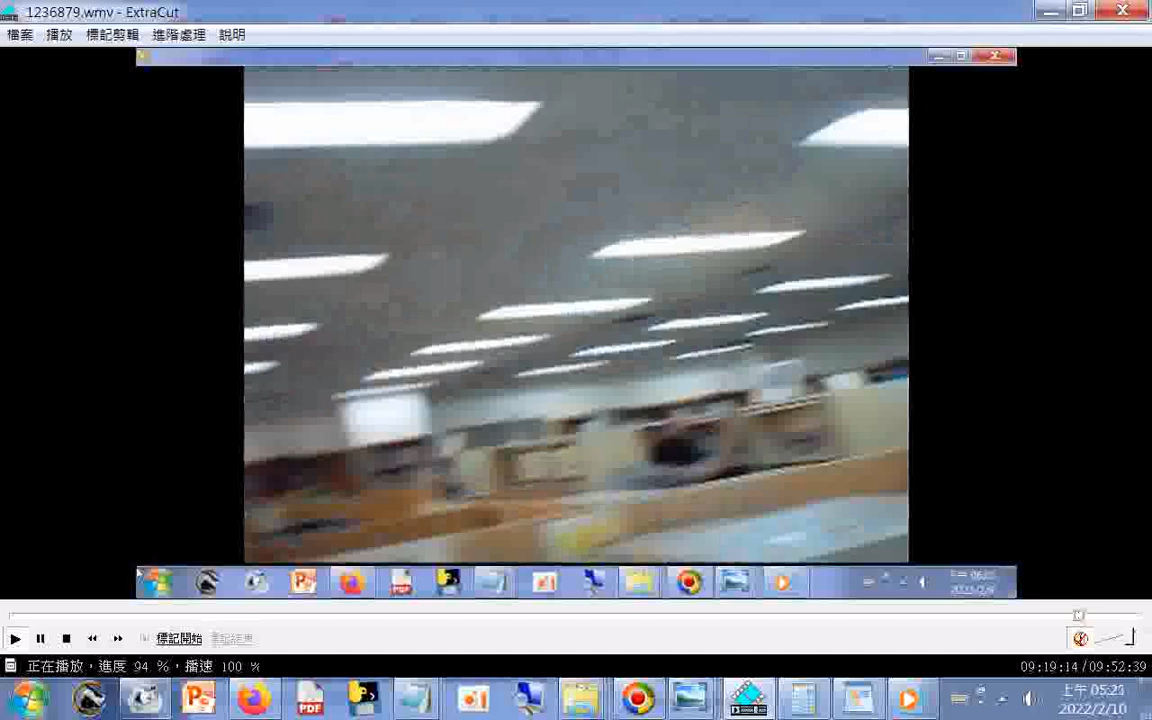 1236879.wmv - ExtraCut
檔案 播放 標記剪輯 進階處理 說明
標記開始 標記結束
正在播放，進度 94 %，播速 100 %
09:19:14 / 09:52:39
PDF
上午 05:21
2022/2/10